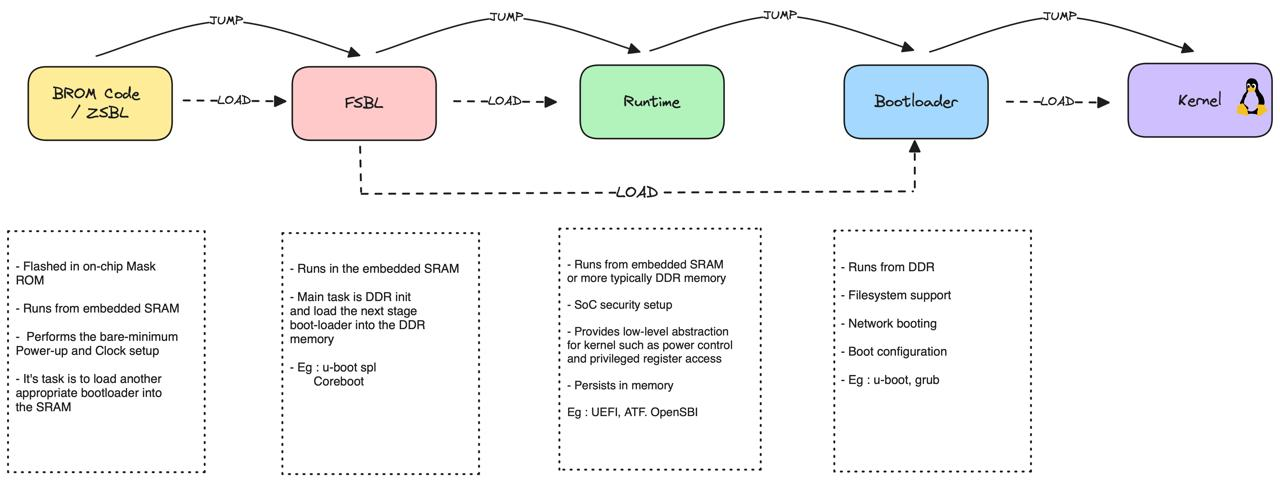 JUMP
JUMP
JUMP
JUMP
BROM Code
/ ZSBL
LOAD
FSBL
LOAD
Runtime
Bootloader
LOAD
Kernel
LOAD
- Flashed in on-chip Mask
ROM
- Runs from embedded SRAM
- Performs the bare-minimum
Power-up and Clock setup
- It's task is to load another
appropriate bootloader into
the SRAM
- Runs in the embedded SRAM
- Main task is DDR init
and load the next stage
boot-loader into the DDR
memory
- Eg : u-boot spl
Coreboot
- Runs from embedded SRAM
or more typically DDR memory
- SoC security setup
- Provides low-level abstraction
for kernel such as power control
and privileged register access
- Persists in memory
Eg : UEFI, ATF. OpenSBI
- Runs from DDR
- Filesystem support
- Network booting
- Boot configuration
- Eg : u-boot, grub